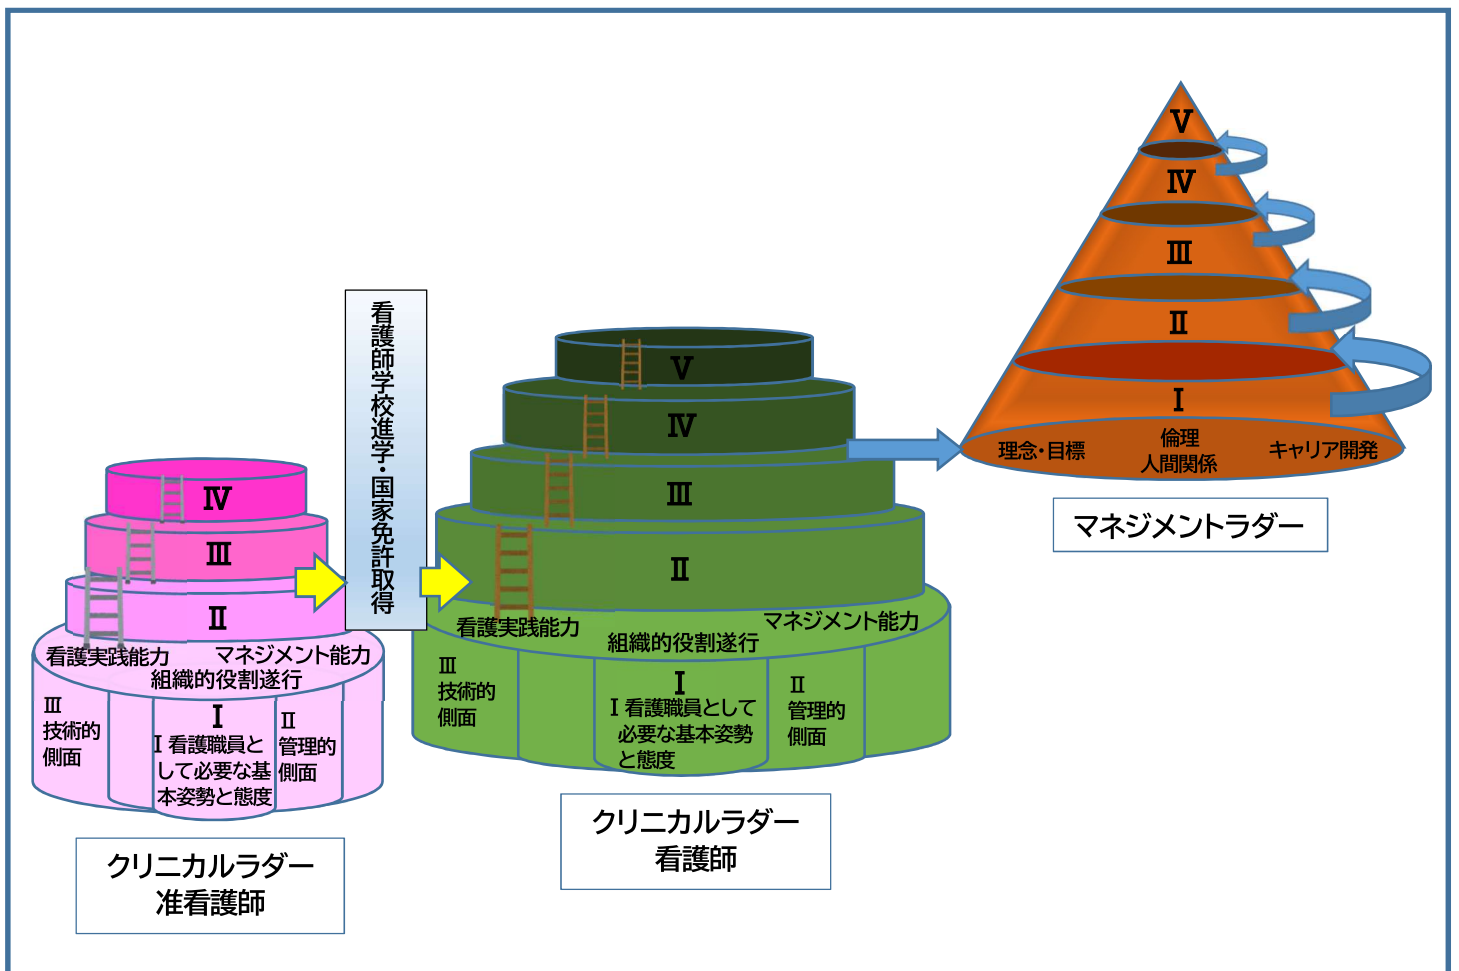 Ⅳ
Ⅲ
Ⅱ
看護実践能力
マネジメント能力
組織的役割遂行
Ⅲ
技術的
側面
Ⅰ
Ⅰ 看護職員と
して必要な基
本姿勢と態度
Ⅱ
管理的
側面
クリニカルラダー
准看護師
看護師学校進学・国家免許取得
Ⅴ
Ⅳ
Ⅲ
Ⅱ
看護実践能力
組織的役割遂行
マネジメント能力
Ⅲ
技術的
側面
Ⅰ
Ⅰ 看護職員として
必要な基本姿勢
と態度
Ⅱ
管理的
側面
クリニカルラダー
看護師
Ⅴ
Ⅳ
Ⅲ
Ⅱ
Ⅰ
理念・目標
倫理
人間関係
キャリア開発
マネジメントラダー